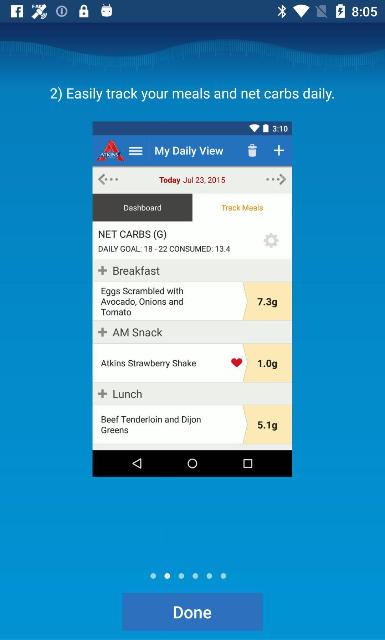 8:05
2) Easily track your meals and net carbs daily.
3:10
ATKINS
My Daily View
Today Jul 23, 2015
Dashboard
Track Meals
NET CARBS (G)
DAILY GOAL: 18 - 22 CONSUMED: 13.4
Breakfast
Eggs Scrambled with
Avocado, Onions and
Tomato
7.3g
AM Snack
Atkins Strawberry Shake
1.0g
Lunch
Beef Tenderloin and Dijon
Greens
5.1g
Done